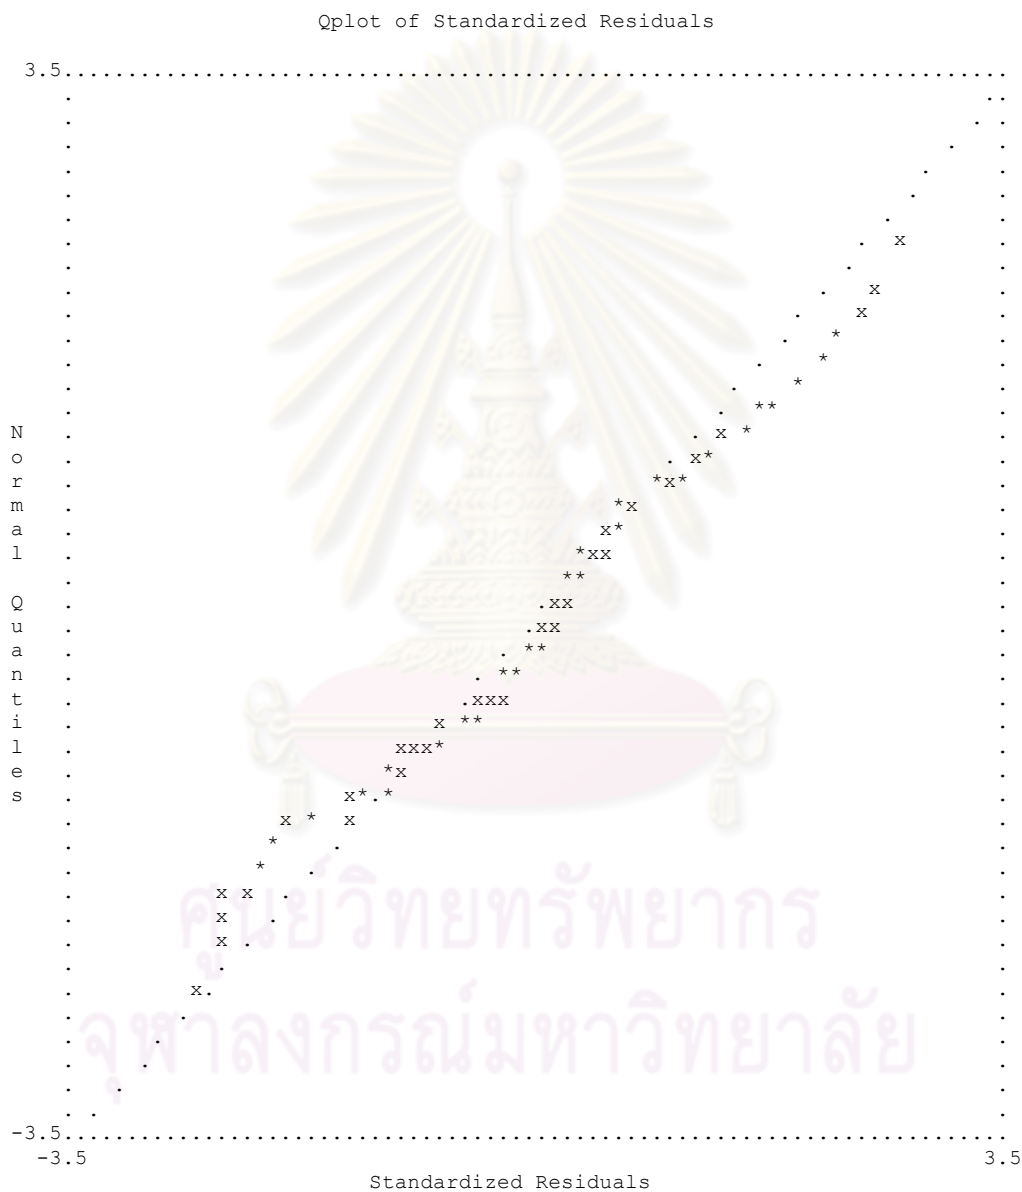 Qplot of Standardized Residuals
3.5
Normal Quantiles
-3.5
-3.5 3.5
Standardized Residuals
ศูนย์วิทยทรัพยากร
จุฬาลงกรณ์มหาวิทยาลัย